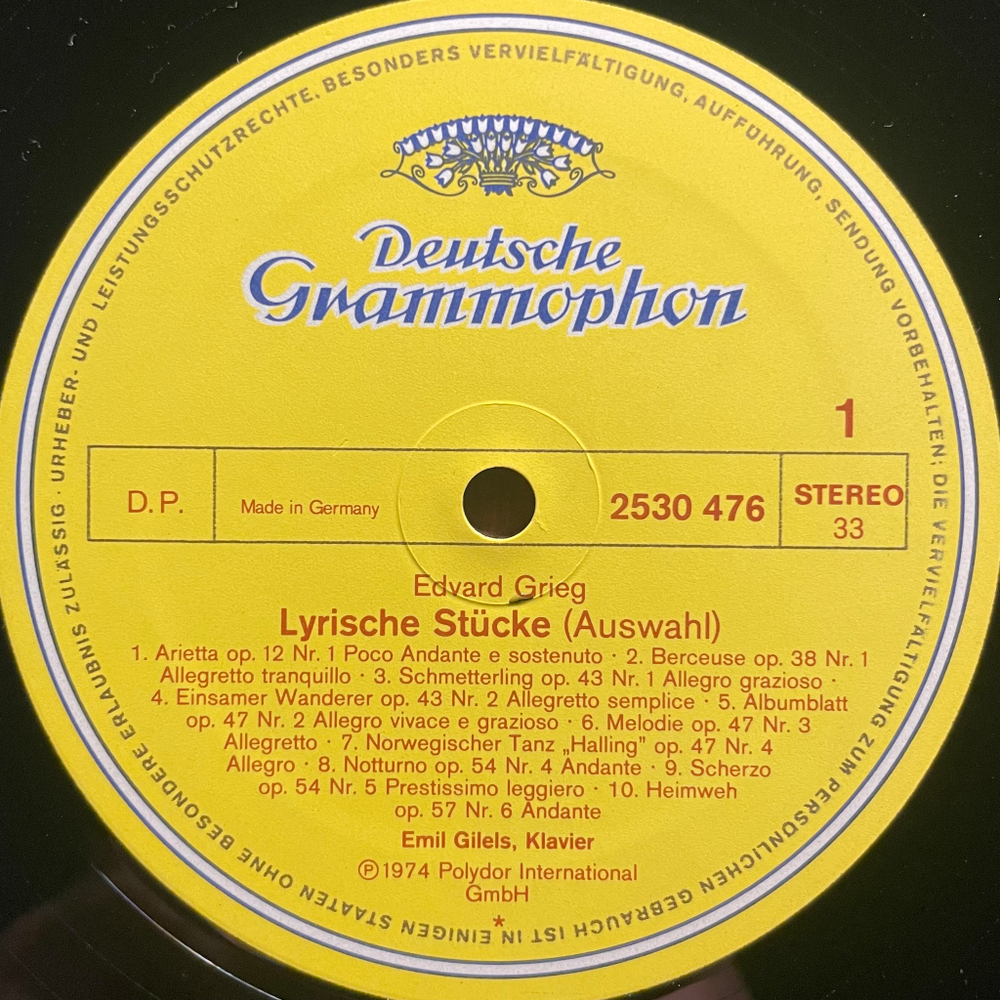 URHEBER- UND LEISTUNGSSCHUTZRECHTE, BESONDERS VERVIELFÄLTIGUNG, AUFFÜHRUNG, SENDUNG VORBEHALTEN; DIE VERVIELFÄLTIGUNG ZUM PERSÖNLICHEN GEBRAUCH IST IN EINIGEN STAATEN OHNE BESONDERE ERLAUBNIS ZULÄSSIG ·
Deutsche
Grammophon
1
D.P. Made in Germany 2530 476 STEREO
33
Edvard Grieg
Lyrische Stücke (Auswahl)
1. Arietta op. 12 Nr. 1 Poco Andante e sostenuto · 2. Berceuse op. 38 Nr. 1
Allegretto tranquillo · 3. Schmetterling op. 43 Nr. 1 Allegro grazioso ·
4. Einsamer Wanderer op. 43 Nr. 2 Allegretto semplice · 5. Albumblatt
op. 47 Nr. 2 Allegro vivace e grazioso · 6. Melodie op. 47 Nr. 3
Allegretto · 7. Norwegischer Tanz „Halling" op. 47 Nr. 4
Allegro · 8. Notturno op. 54 Nr. 4 Andante · 9. Scherzo
op. 54 Nr. 5 Prestissimo leggiero · 10. Heimweh
op. 57 Nr. 6 Andante
Emil Gilels, Klavier
℗ 1974 Polydor International
GmbH
*